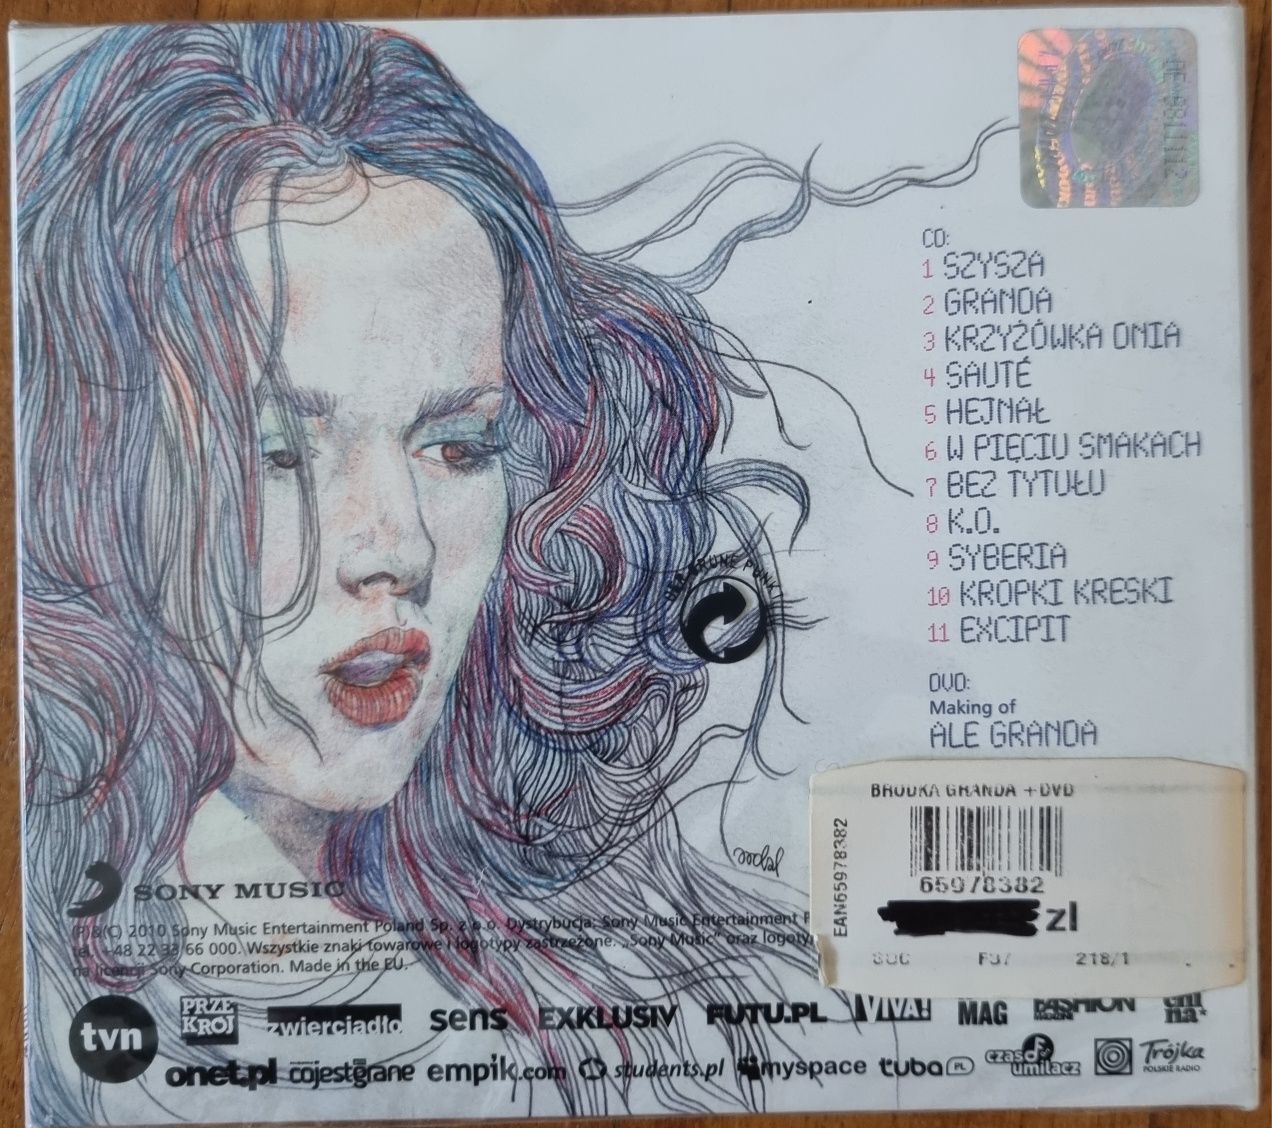 CD:
1 SZYSZA
2 GRANDA
3 KRZYŻÓWKA DNIA
4 SAUTÉ
5 HEJNAŁ
6 W PIĘCIU SMAKACH
7 BEZ TYTUŁU
8 K.O.
9 SYBERIA
10 KROPKI KRESKI
11 EXCIPIT
DVD:
Making of
ALE GRANDA
BRODKA GRANDA +DVD
EAN65978382
65978382
zł
218/1
SONY MUSIC
(P)&(C) 2010 Sony Music Entertainment Poland Sp. z o.o. Dystrybucja: Sony Music Entertainment
tel. +48 22 33 66 000. Wszystkie znaki towarowe i logotypy zastrzeżone. „Sony Music” oraz
na licencji Sony Corporation. Made in the EU.
tvn PRZEKRÓJ zwierciadło sens EXKLUSIV FUTU.PL VIVA! MAG FASHION
onet.pl cojestgrane empik.com students.pl myspace tuba PL czasoumilacz Trójka POLSKIE RADIO